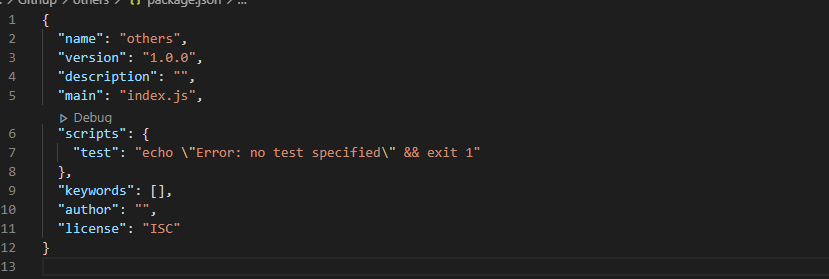 Github > others > {} package.json > ...
1 {
2 "name": "others",
3 "version": "1.0.0",
4 "description": "",
5 "main": "index.js",
Debug
6 "scripts": {
7 "test": "echo \"Error: no test specified\" && exit 1"
8 },
9 "keywords": [],
10 "author": "",
11 "license": "ISC"
12 }
13